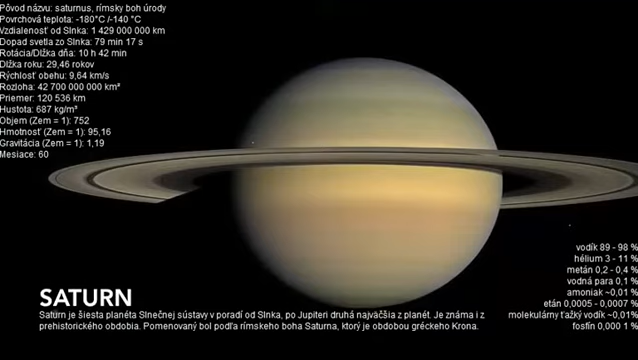 Pôvod názvu: saturnus, rímsky boh úrody
Povrchová teplota: -180°C /-140 °C
Vzdialenosť od Slnka: 1 429 000 000 km
Dopad svetla zo Slnka: 79 min 17 s
Rotácia/Dĺžka dňa: 10 h 42 min
Dĺžka roku: 29,46 rokov
Rýchlosť obehu: 9,64 km/s
Rozloha: 42 700 000 000 km²
Priemer: 120 536 km
Hustota: 687 kg/m³
Objem (Zem = 1): 752
Hmotnosť (Zem = 1): 95,16
Gravitácia (Zem = 1): 1,19
Mesiace: 60
vodík 89 - 98 %
hélium 3 - 11 %
metán 0,2 - 0,4 %
vodná para 0,1 %
amoniak ~0,01 %
etán 0,0005 - 0,0007 %
molekulárny ťažký vodík ~0,01%
fosfín 0,000 1 %
SATURN
Saturn je šiesta planéta Slnečnej sústavy v poradí od Slnka, po Jupiteri druhá najväčšia z planét. Je známa i z
prehistorického obdobia. Pomenovaný bol podľa rímskeho boha Saturna, ktorý je obdobou gréckeho Krona.